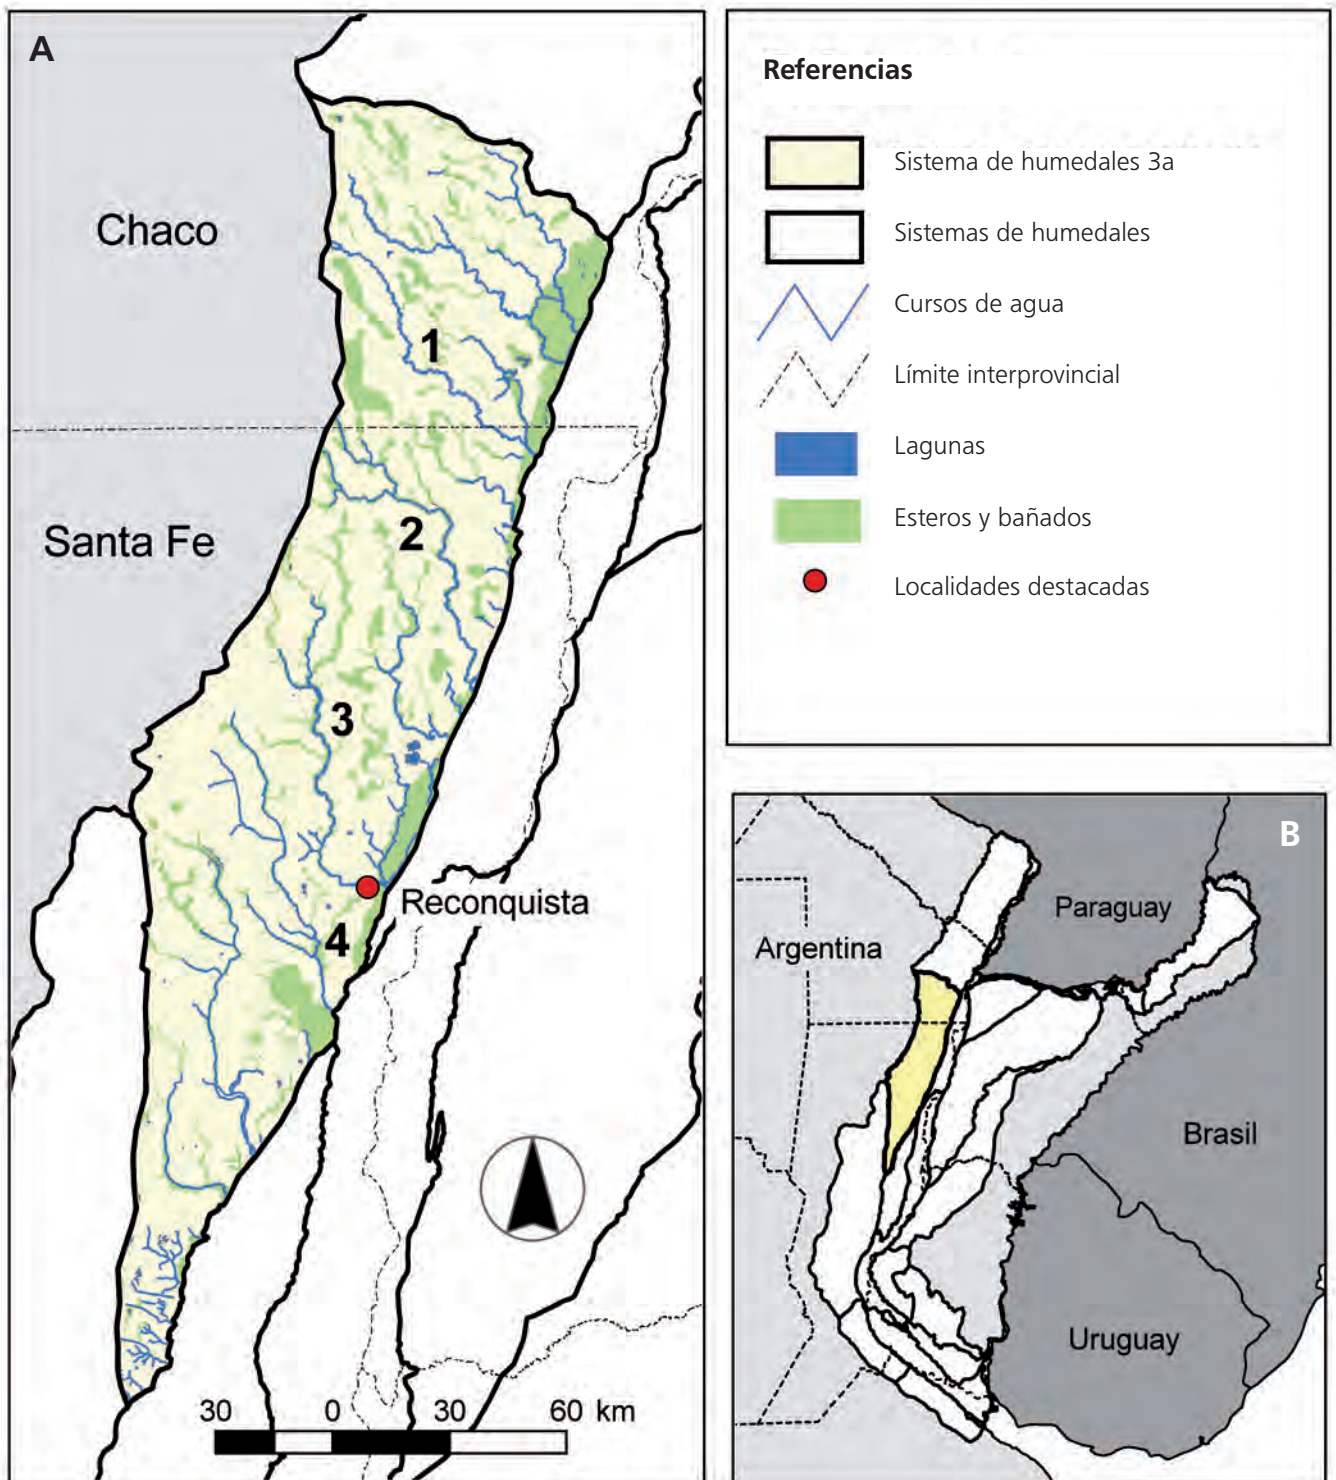 A
Chaco
1
2
Santa Fe
3
Reconquista
4
30 0 30 60 km
Referencias
Sistema de humedales 3a
Sistemas de humedales
Cursos de agua
Límite interprovincial
Lagunas
Esteros y bañados
Localidades destacadas
B
Paraguay
Argentina
Brasil
Uruguay